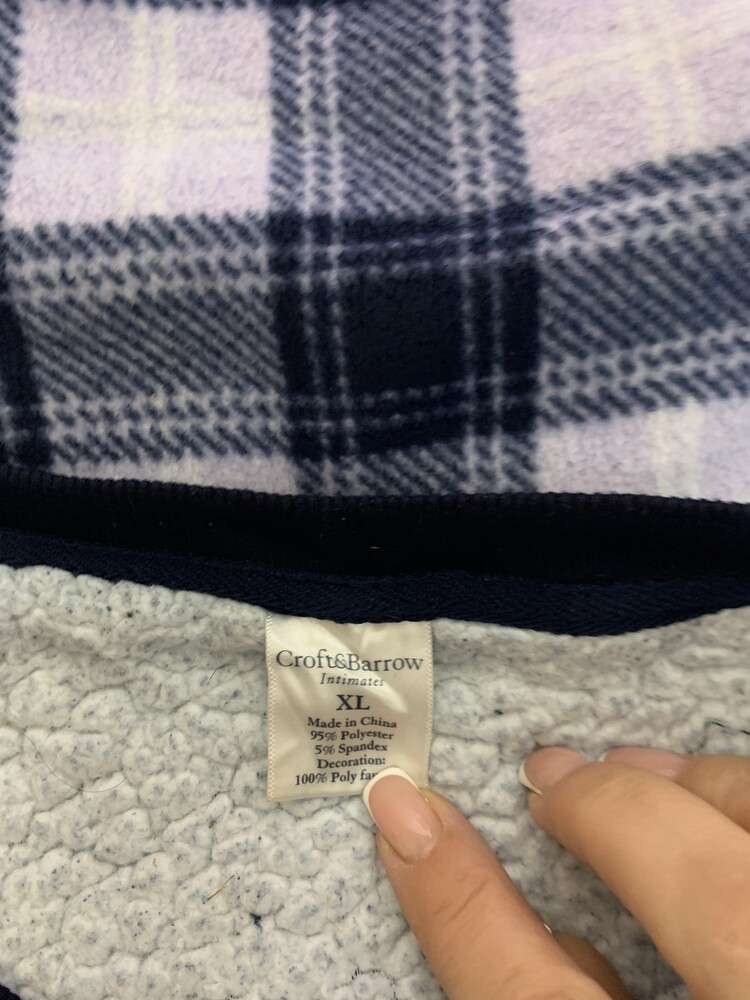 Croft&Barrow
Intimates
XL
Made in China
95% Polyester
5% Spandex
Decoration:
100% Poly